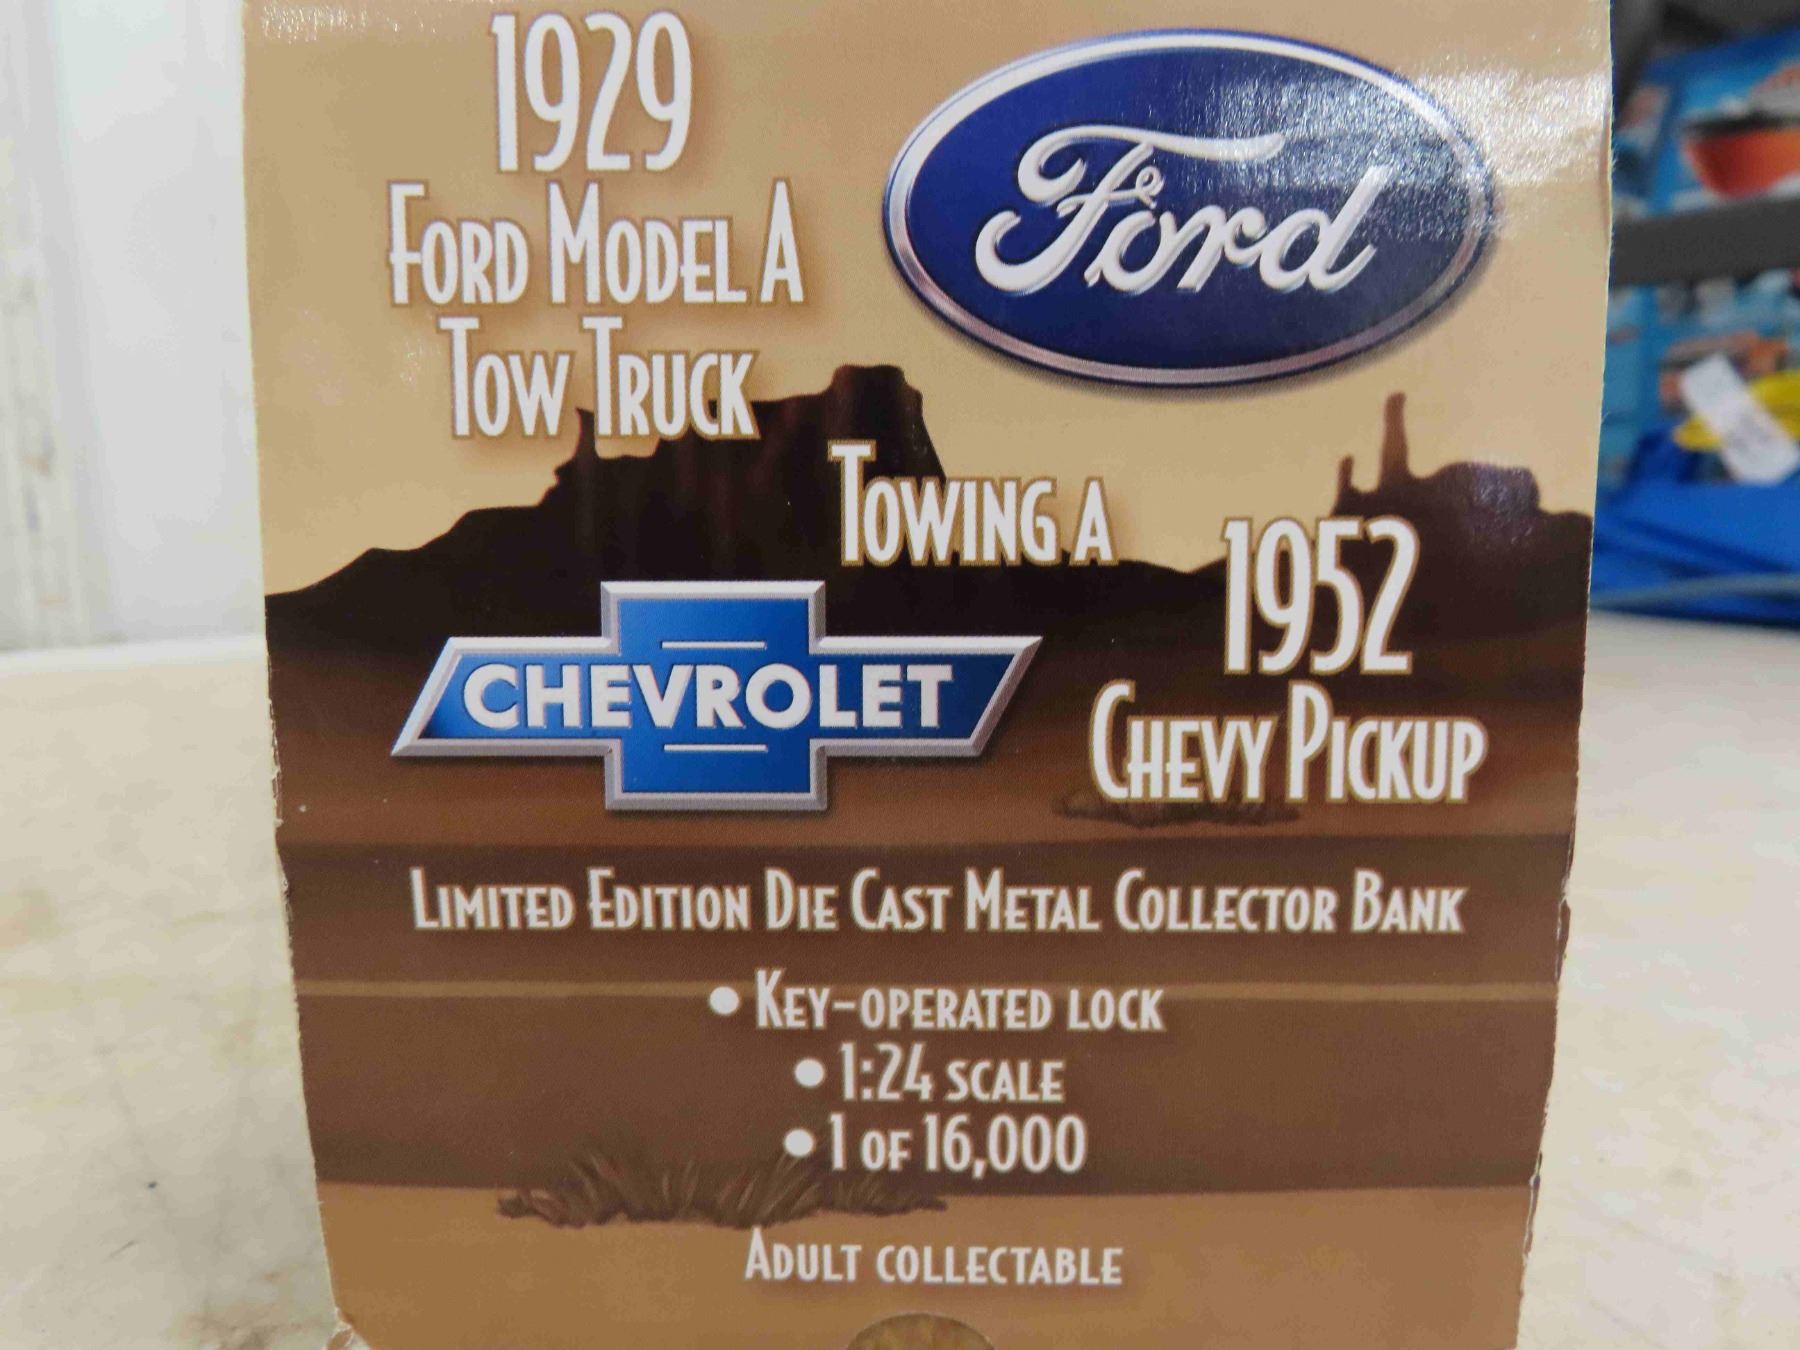 1929
Ford Model A
Tow Truck
Ford
Towing a
1952
Chevy Pickup
CHEVROLET
Limited Edition Die Cast Metal Collector Bank
• Key-operated lock
• 1:24 scale
• 1 of 16,000
Adult collectable